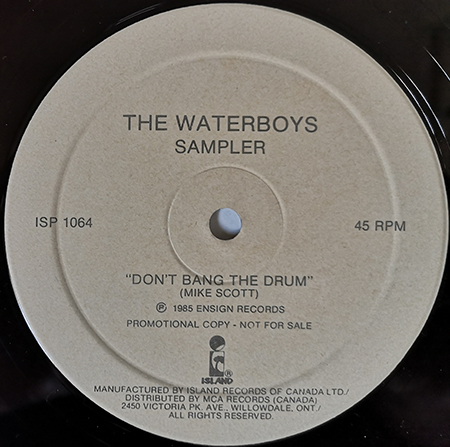 THE WATERBOYS
SAMPLER
ISP 1064
45 RPM
"DON'T BANG THE DRUM"
(MIKE SCOTT)
℗ 1985 ENSIGN RECORDS
PROMOTIONAL COPY - NOT FOR SALE
ISLAND ®
MANUFACTURED BY ISLAND RECORDS OF CANADA LTD./
DISTRIBUTED BY MCA RECORDS (CANADA)
2450 VICTORIA PK. AVE., WILLOWDALE, ONT./
ALL RIGHTS RESERVED.